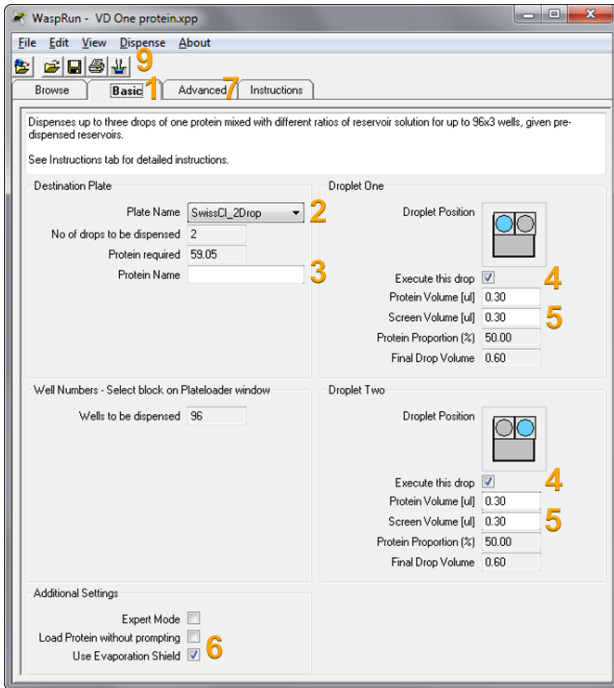 WaspRun - VD One protein.xpp
File Edit View Dispense About
9
Browse Basic 1 Advanced 7 Instructions
Dispenses up to three drops of one protein mixed with different ratios of reservoir solution for up to 96x3 wells, given pre-
dispensed reservoirs.
See Instructions tab for detailed instructions.
Destination Plate
Plate Name SwissCI_2Drop 2
No of drops to be dispensed 2
Protein required 59.05
Protein Name 3
Droplet One
Droplet Position
Execute this drop 4
Protein Volume [ul] 0.30
Screen Volume [ul] 0.30 5
Protein Proportion (%) 50.00
Final Drop Volume 0.60
Well Numbers - Select block on Plateloader window
Wells to be dispensed 96
Droplet Two
Droplet Position
Execute this drop 4
Protein Volume [ul] 0.30
Screen Volume [ul] 0.30 5
Protein Proportion (%) 50.00
Final Drop Volume 0.60
Additional Settings
Expert Mode
Load Protein without prompting 6
Use Evaporation Shield